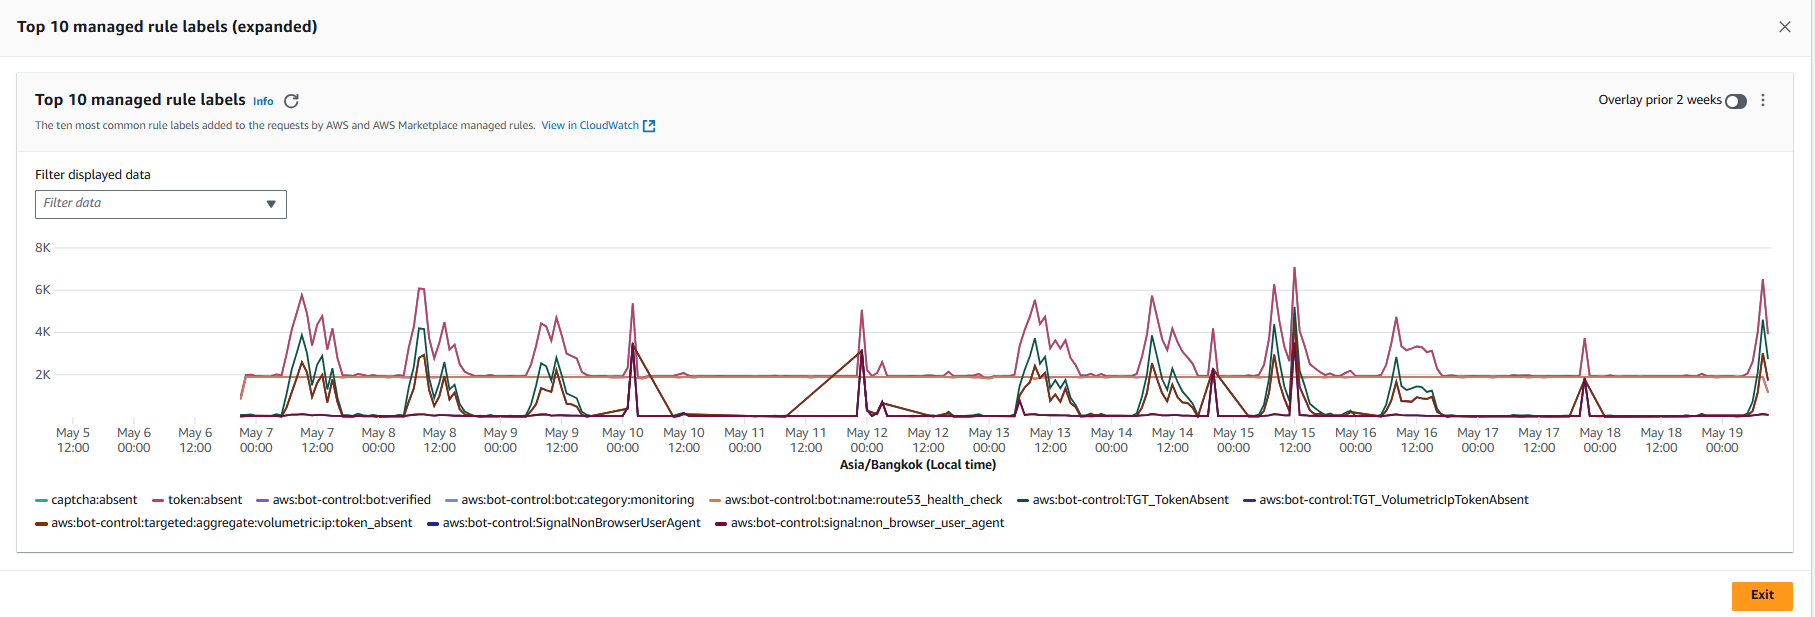 Top 10 managed rule labels (expanded)
Top 10 managed rule labels Info
Overlay prior 2 weeks
The ten most common rule labels added to the requests by AWS and AWS Marketplace managed rules. View in CloudWatch
Filter displayed data
Filter data
8K
6K
4K
2K
May 5 May 6 May 6 May 7 May 7 May 8 May 8 May 9 May 9 May 10 May 10 May 11 May 11 May 12 May 12 May 13 May 13 May 14 May 14 May 15 May 15 May 16 May 16 May 17 May 17 May 18 May 18 May 19
12:00 00:00 12:00 00:00 12:00 00:00 12:00 00:00 12:00 00:00 12:00 00:00 12:00 00:00 12:00 00:00 12:00 00:00 12:00 00:00 12:00 00:00 12:00 00:00 12:00 00:00 12:00 00:00
Asia/Bangkok (Local time)
captcha:absent token:absent aws:bot-control:bot:verified aws:bot-control:bot:category:monitoring aws:bot-control:bot:name:route53_health_check aws:bot-control:TGT_TokenAbsent aws:bot-control:TGT_VolumetricIpTokenAbsent
aws:bot-control:targeted:aggregate:volumetric:ip:token_absent aws:bot-control:SignalNonBrowserUserAgent aws:bot-control:signal:non_browser_user_agent
Exit